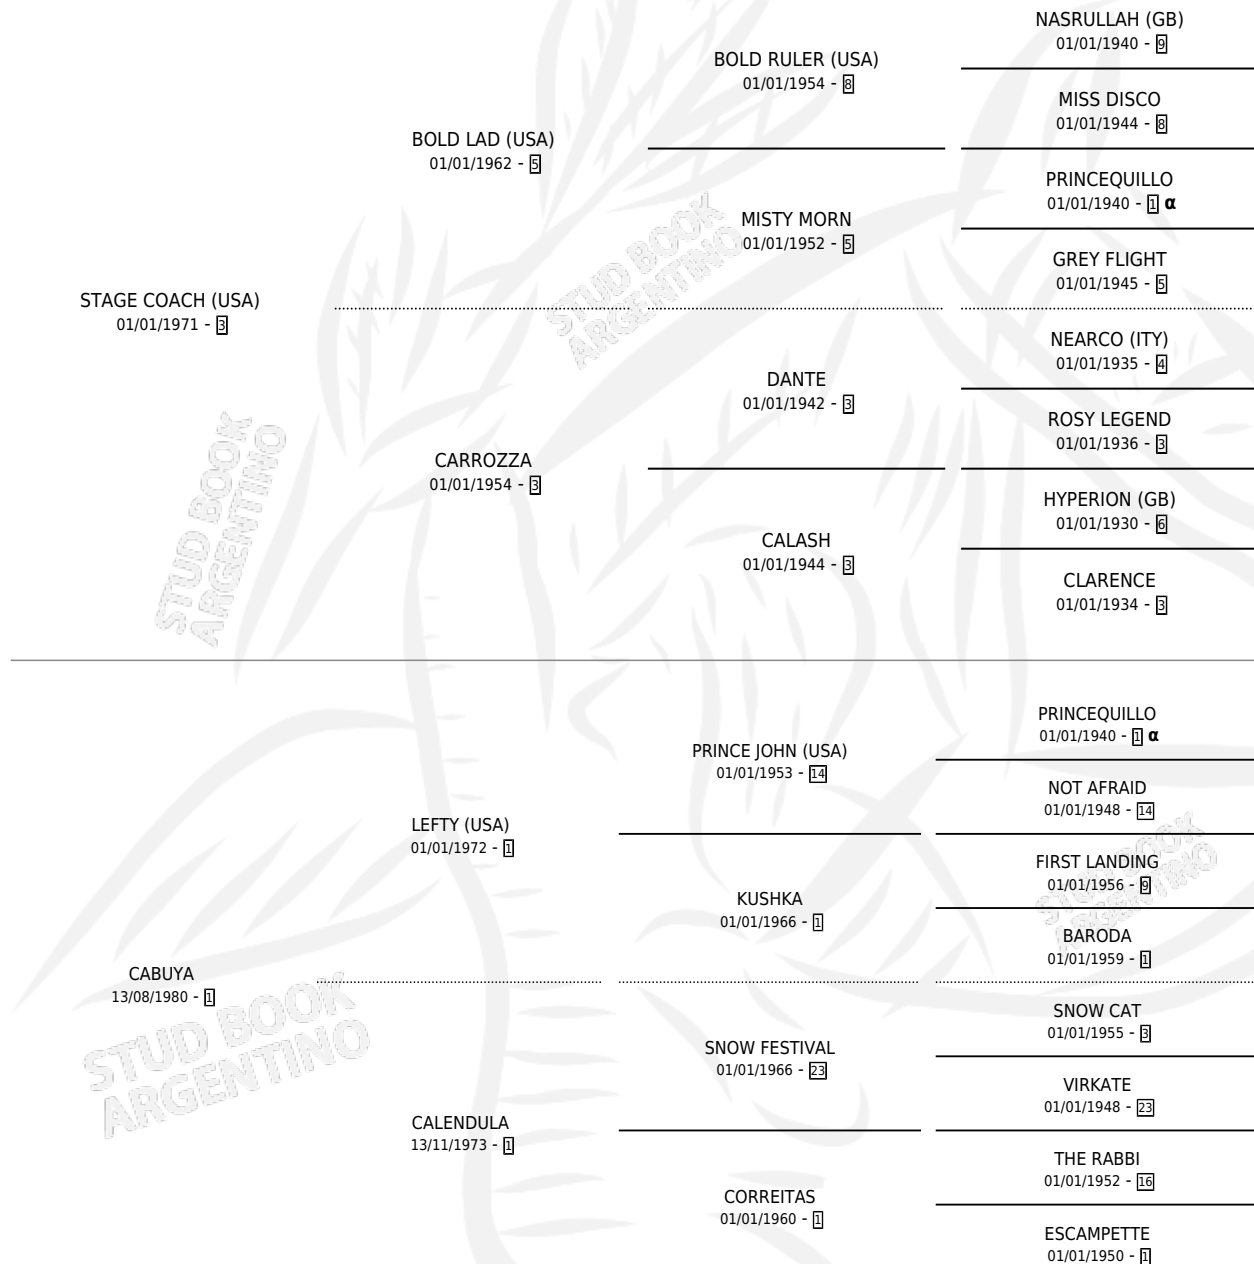 NASRULLAH (GB)
01/01/1940 - 9
BOLD RULER (USA)
01/01/1954 - 8
MISS DISCO
01/01/1944 - 8
BOLD LAD (USA)
01/01/1962 - 5
PRINCEQUILLO
01/01/1940 - 1 α
MISTY MORN
01/01/1952 - 5
GREY FLIGHT
01/01/1945 - 5
STAGE COACH (USA)
01/01/1971 - 3
NEARCO (ITY)
01/01/1935 - 4
DANTE
01/01/1942 - 3
ROSY LEGEND
01/01/1936 - 3
CARROZZA
01/01/1954 - 3
HYPERION (GB)
01/01/1930 - 6
CALASH
01/01/1944 - 3
CLARENCE
01/01/1934 - 3
PRINCEQUILLO
01/01/1940 - 1 α
PRINCE JOHN (USA)
01/01/1953 - 14
NOT AFRAID
01/01/1948 - 14
LEFTY (USA)
01/01/1972 - 1
FIRST LANDING
01/01/1956 - 9
KUSHKA
01/01/1966 - 1
BARODA
01/01/1959 - 1
CABUYA
13/08/1980 - 1
SNOW CAT
01/01/1955 - 3
SNOW FESTIVAL
01/01/1966 - 23
VIRKATE
01/01/1948 - 23
CALENDULA
13/11/1973 - 1
THE RABBI
01/01/1952 - 16
CORREITAS
01/01/1960 - 1
ESCAMPETTE
01/01/1950 - 1
STUD BOOK
ARGENTINO
STUD BOOK
ARGENTINO
STUD BOOK
ARGENTINO
STUD BOOK
ARGENTINO